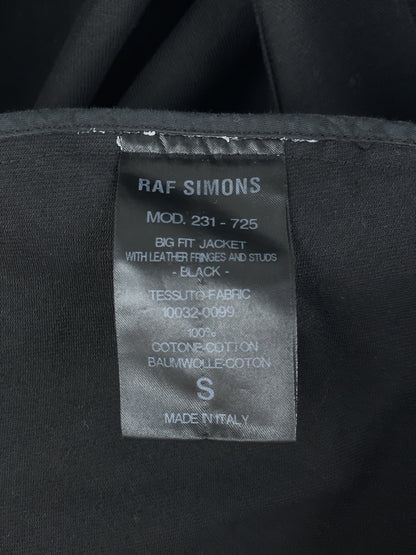 RAF SIMONS
MOD. 231 - 725
BIG FIT JACKET
WITH LEATHER FRINGES AND STUDS
- BLACK -
TESSUTO-FABRIC
10032-0099
100%
COTONE-COTTON
BAUMWOLLE-COTON
S
MADE IN ITALY